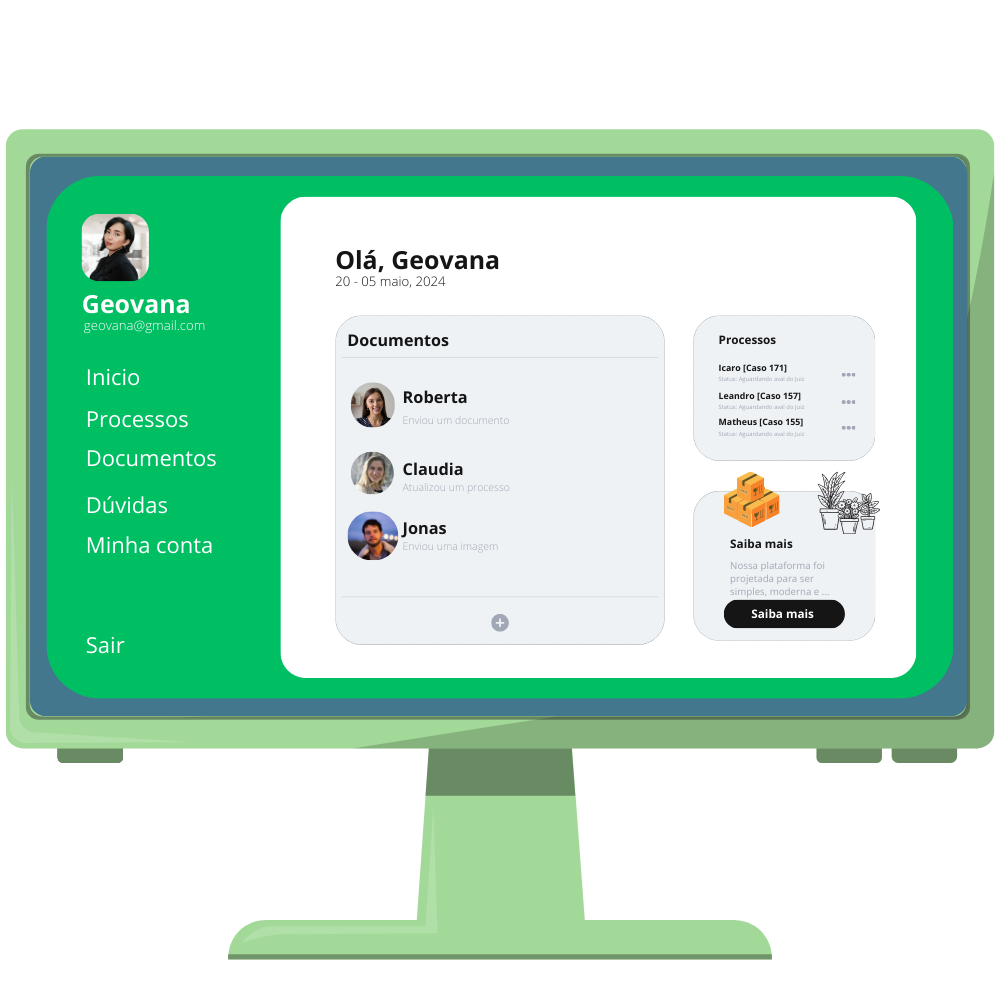 Geovana
geovana@gmail.com
Inicio
Processos
Documentos
Dúvidas
Minha conta
Sair
Olá, Geovana
20 - 05 maio, 2024
Documentos
Roberta
Enviou um documento
Claudia
Atualizou um processo
Jonas
Enviou uma imagem
Processos
Icaro [Caso 171]
Status: Aguardando aval do Juiz
Leandro [Caso 157]
Status: Aguardando aval do Juiz
Matheus [Caso 155]
Status: Aguardando aval do Juiz
Saiba mais
Nossa plataforma foi
projetada para ser
simples, moderna e ...
Saiba mais